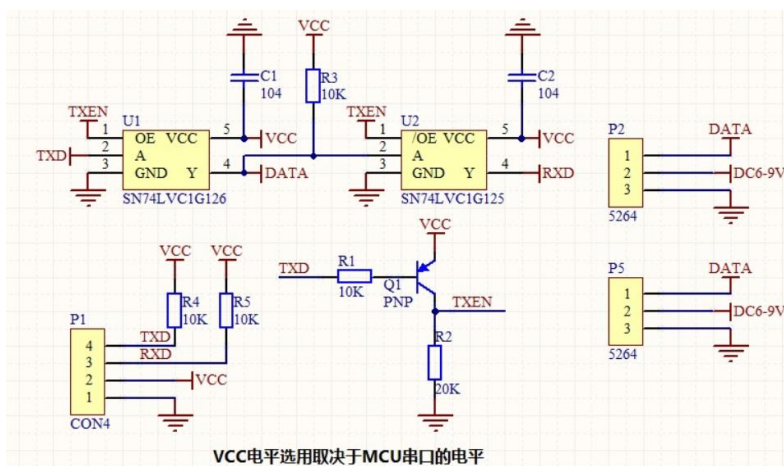 VCC
C1
104
R3
10K
C2
104
TXEN
U1
1 OE VCC 5 VCC
TXD 2 A
3 GND Y 4 DATA
SN74LVC1G126
TXEN
U2
1 /OE VCC 5 VCC
2 A
3 GND Y 4 RXD
SN74LVC1G125
P2
DATA
1
2 DC6-9V
3
5264
VCC VCC
R4 R5
10K 10K
P1
TXD
4
RXD
3
2 VCC
1
CON4
VCC
TXD R1
10K
Q1
PNP
TXEN
R2
20K
P5
DATA
1
2 DC6-9V
3
5264
VCC电平选用取决于MCU串口的电平